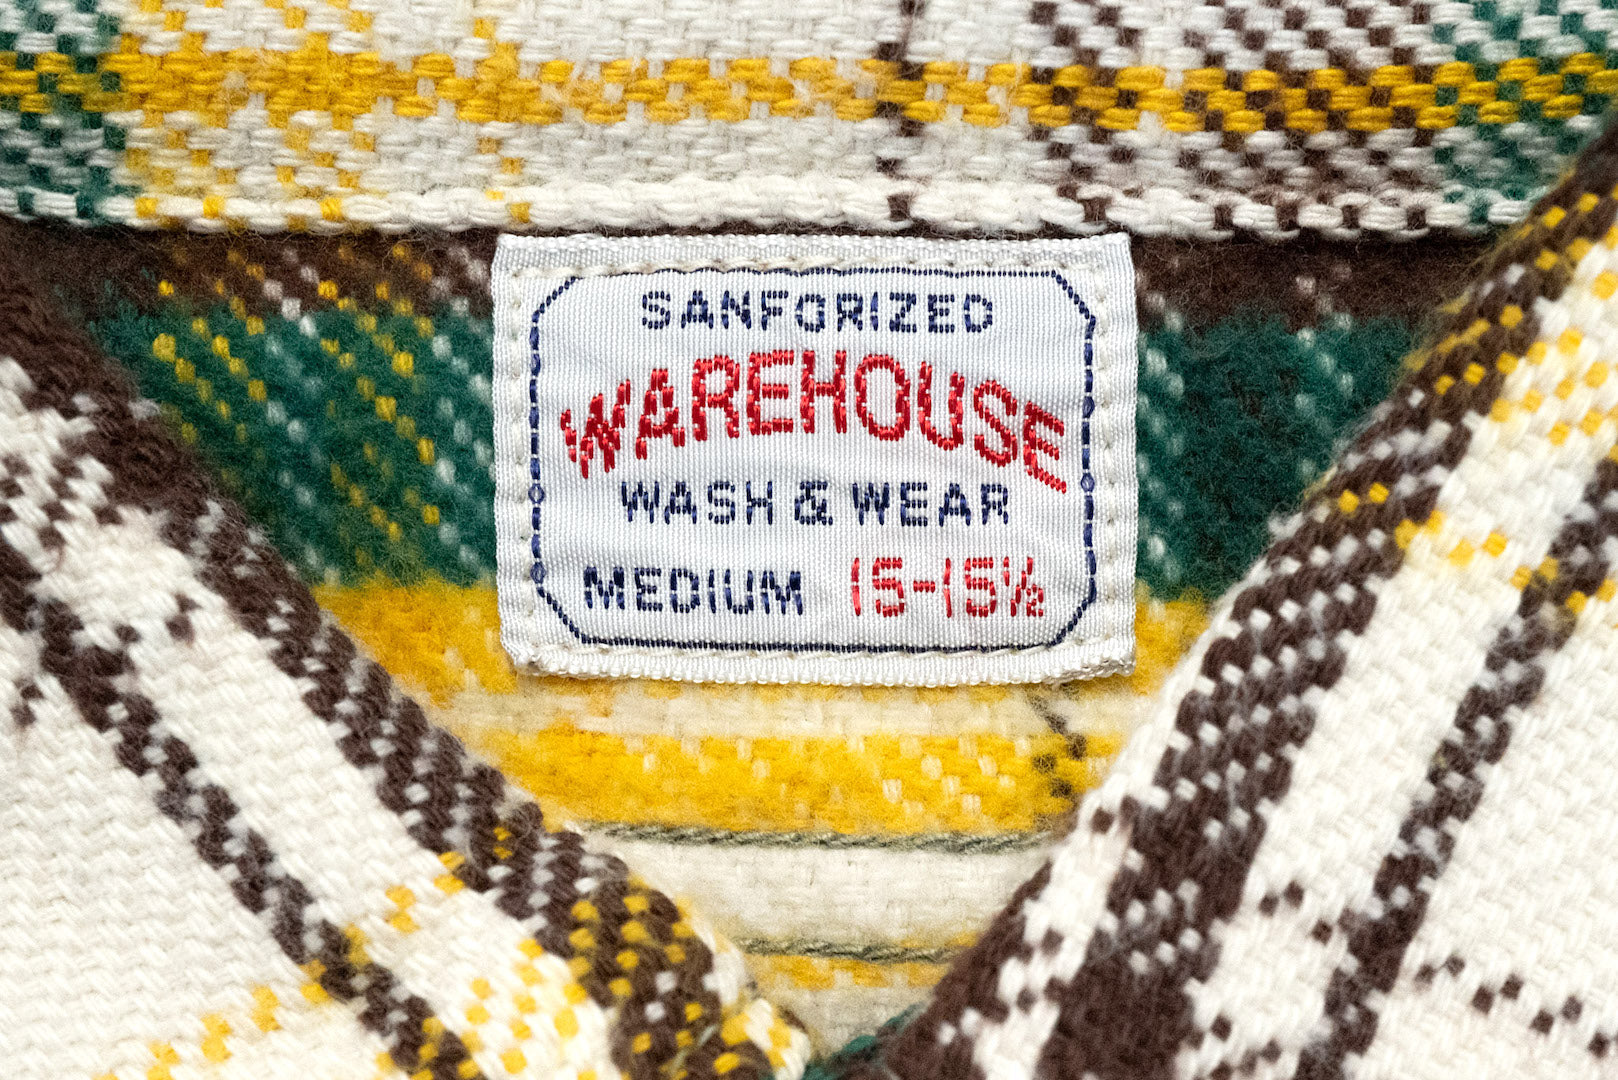 SANFORIZED
WAREHOUSE
WASH & WEAR
MEDIUM 15-15½